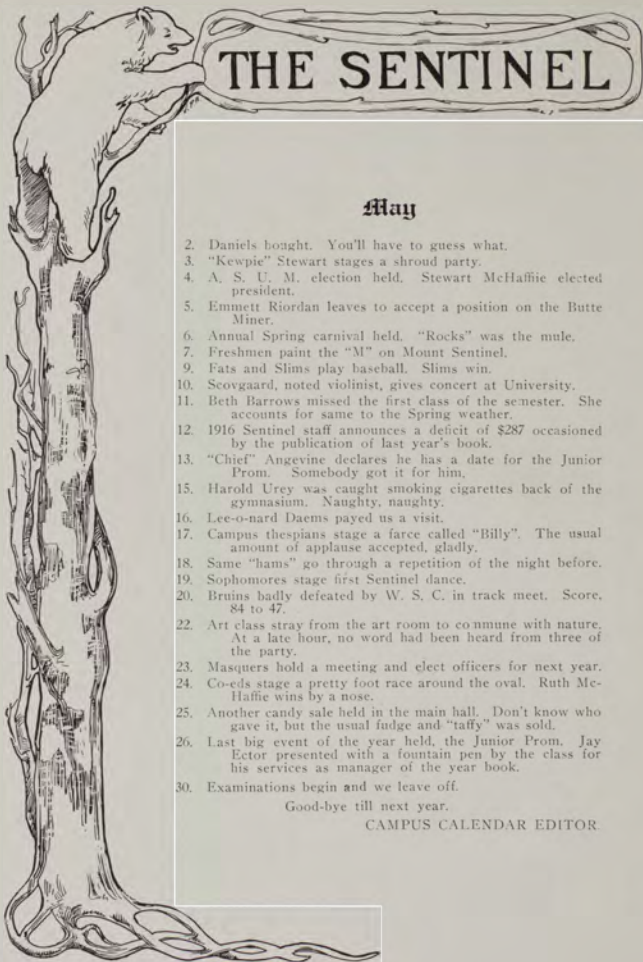 THE SENTINEL
May
2. Daniels bought. You'll have to guess what.
3. "Kewpie" Stewart stages a shroud party.
4. A. S. U. M. election held. Stewart McHaffiie elected
president.
5. Emmett Riordan leaves to accept a position on the Butte
Miner.
6. Annual Spring carnival held. "Rocks" was the mule.
7. Freshmen paint the "M" on Mount Sentinel.
9. Fats and Slims play baseball. Slims win.
10. Scovgaard, noted violinist, gives concert at University.
11. Beth Barrows missed the first class of the semester. She
accounts for same to the Spring weather.
12. 1916 Sentinel staff announces a deficit of $287 occasioned
by the publication of last year's book.
13. "Chief" Angevine declares he has a date for the Junior
Prom. Somebody got it for him.
15. Harold Urey was caught smoking cigarettes back of the
gymnasium. Naughty, naughty.
16. Lee-o-nard Daems payed us a visit.
17. Campus thespians stage a farce called "Billy". The usual
amount of applause accepted, gladly.
18. Same "hams" go through a repetition of the night before.
19. Sophomores stage first Sentinel dance.
20. Bruins badly defeated by W. S. C. in track meet. Score,
84 to 47.
22. Art class stray from the art room to commune with nature.
At a late hour, no word had been heard from three of
the party.
23. Masquers hold a meeting and elect officers for next year.
24. Co-eds stage a pretty foot race around the oval. Ruth Mc-
Haffie wins by a nose.
25. Another candy sale held in the main hall. Don't know who
gave it, but the usual fudge and "taffy" was sold.
26. Last big event of the year held, the Junior Prom. Jay
Ector presented with a fountain pen by the class for
his services as manager of the year book.
30. Examinations begin and we leave off.
Good-bye till next year.
CAMPUS CALENDAR EDITOR